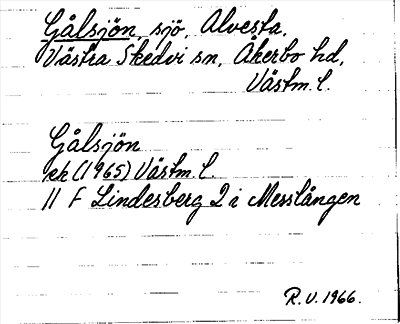 Gålsjön, sjö, Alvesta,
Västra Skedvi sn, Åkerbo hd,
Västm. l.
Gålsjön
ek (1965) Västm. l.
11 F Lindesberg 2 i Messlången
R.V. 1966.